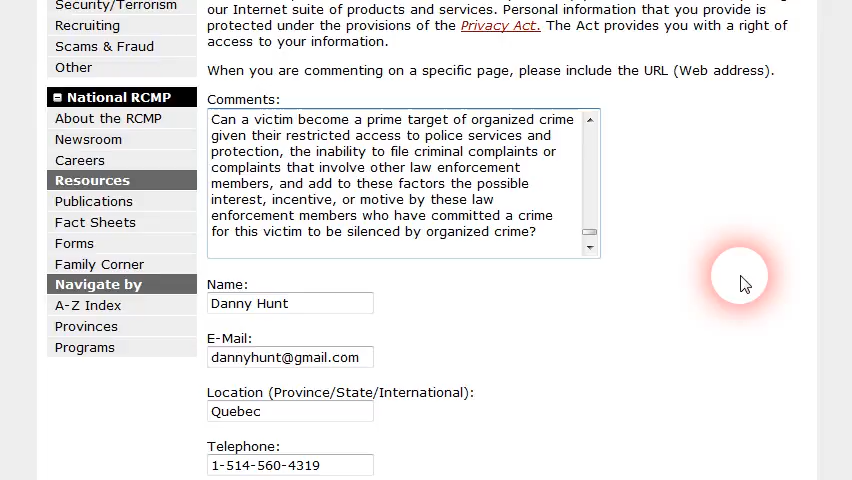 Security/Terrorism
Recruiting
Scams & Fraud
Other
National RCMP
About the RCMP
Newsroom
Careers
Resources
Publications
Fact Sheets
Forms
Family Corner
Navigate by
A-Z Index
Provinces
Programs
our Internet suite of products and services. Personal information that you provide is
protected under the provisions of the Privacy Act. The Act provides you with a right of
access to your information.
When you are commenting on a specific page, please include the URL (Web address).
Comments:
Can a victim become a prime target of organized crime
given their restricted access to police services and
protection, the inability to file criminal complaints or
complaints that involve other law enforcement
members, and add to these factors the possible
interest, incentive, or motive by these law
enforcement members who have committed a crime
for this victim to be silenced by organized crime?
Name:
Danny Hunt
E-Mail:
dannyhunt@gmail.com
Location (Province/State/International):
Quebec
Telephone:
1-514-560-4319